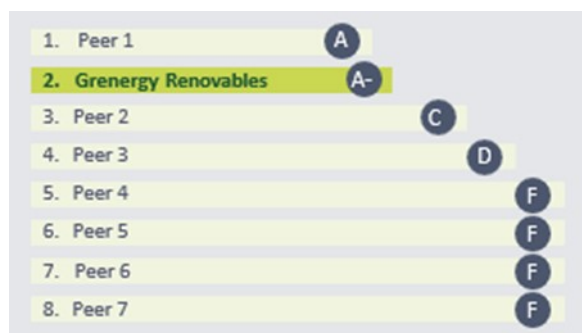 1. Peer 1 A
2. Grenergy Renovables A-
3. Peer 2 C
4. Peer 3 D
5. Peer 4 F
6. Peer 5 F
7. Peer 6 F
8. Peer 7 F